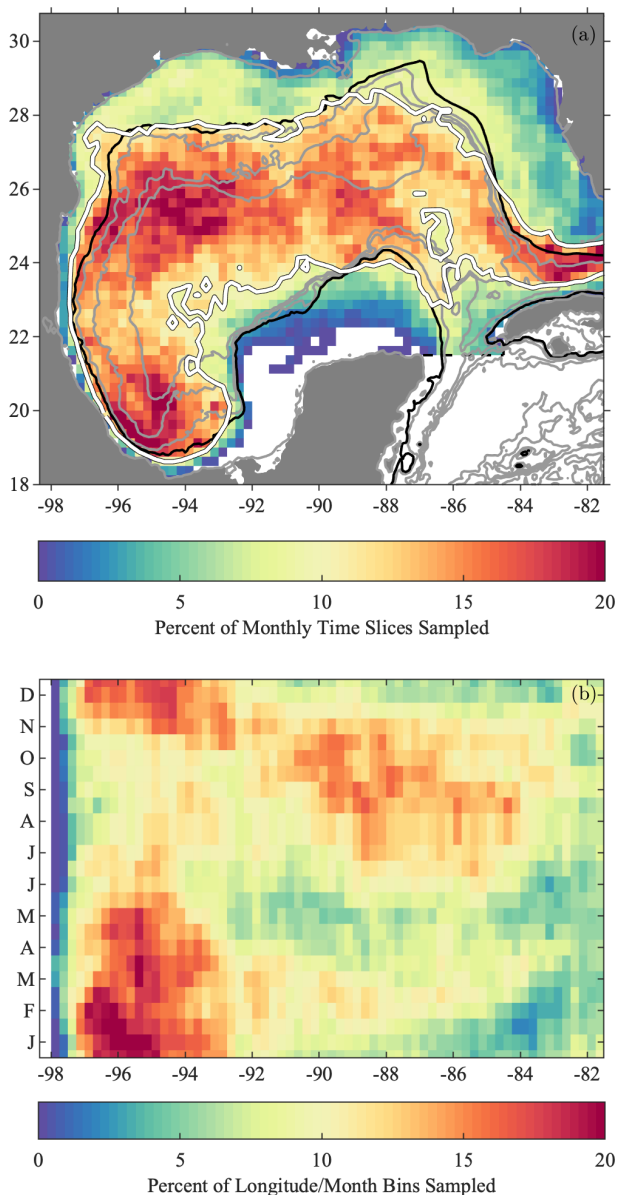 (a)
30
28
26
24
22
20
18
-98 -96 -94 -92 -90 -88 -86 -84 -82
0 5 10 15 20
Percent of Monthly Time Slices Sampled
(b)
D
N
O
S
A
J
J
M
A
M
F
J
-98 -96 -94 -92 -90 -88 -86 -84 -82
0 5 10 15 20
Percent of Longitude/Month Bins Sampled